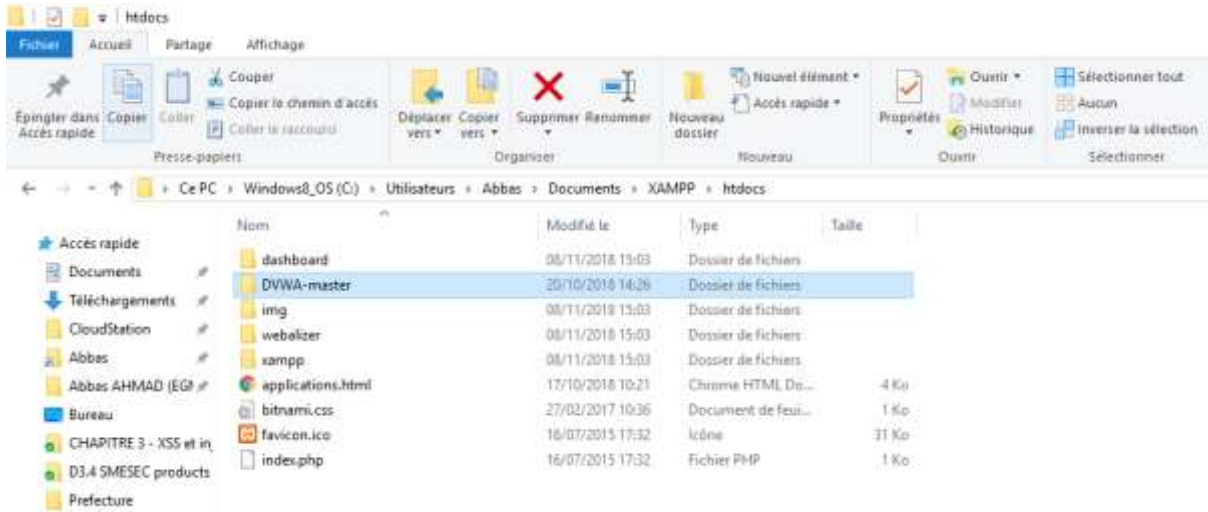 htdocs
Fichier Accueil Partage Affichage
Épingler dans Accès rapide
Copier
Coller
Couper
Copier le chemin d'accès
Coller le raccourci
Presse-papiers
Déplacer vers
Copier vers
Supprimer
Renommer
Organiser
Nouveau dossier
Nouvel élément
Accès rapide
Nouveau
Propriétés
Ouvrir
Modifier
Historique
Ouvrir
Sélectionner tout
Aucun
Inverser la sélection
Sélectionner
Ce PC › Windows8_OS (C:) › Utilisateurs › Abbas › Documents › XAMPP › htdocs
Accès rapide
Documents
Téléchargements
CloudStation
Abbas
Abbas AHMAD (EGM
Bureau
CHAPITRE 3 - XSS et in
D3.4 SMESEC products
Prefecture
Nom Modifié le Type Taille
dashboard 08/11/2018 15:03 Dossier de fichiers
DVWA-master 20/10/2018 14:26 Dossier de fichiers
img 08/11/2018 15:03 Dossier de fichiers
webalizer 08/11/2018 15:03 Dossier de fichiers
xampp 08/11/2018 15:03 Dossier de fichiers
applications.html 17/10/2018 10:21 Chrome HTML Do... 4 Ko
bitnami.css 27/02/2017 10:36 Document de feui... 1 Ko
favicon.ico 16/07/2015 17:32 Icône 31 Ko
index.php 16/07/2015 17:32 Fichier PHP 1 Ko